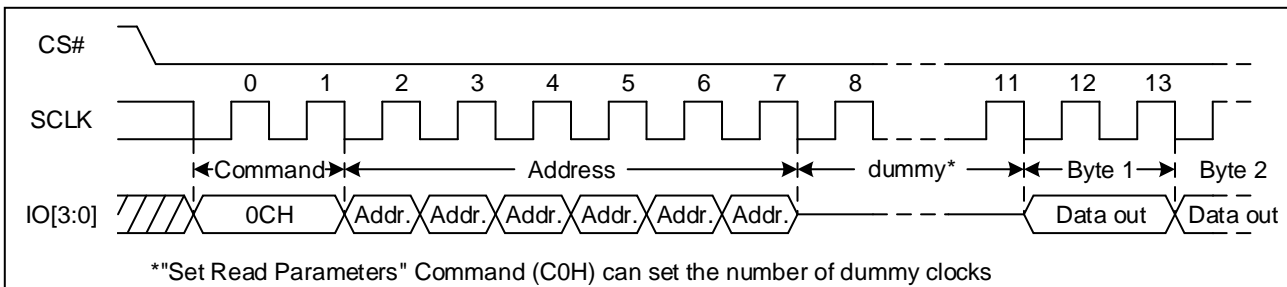 CS#
0 1 2 3 4 5 6 7 8 11 12 13
SCLK
Command Address dummy* Byte 1 Byte 2
IO[3:0] 0CH Addr. Addr. Addr. Addr. Addr. Addr. Data out Data out
*"Set Read Parameters" Command (C0H) can set the number of dummy clocks